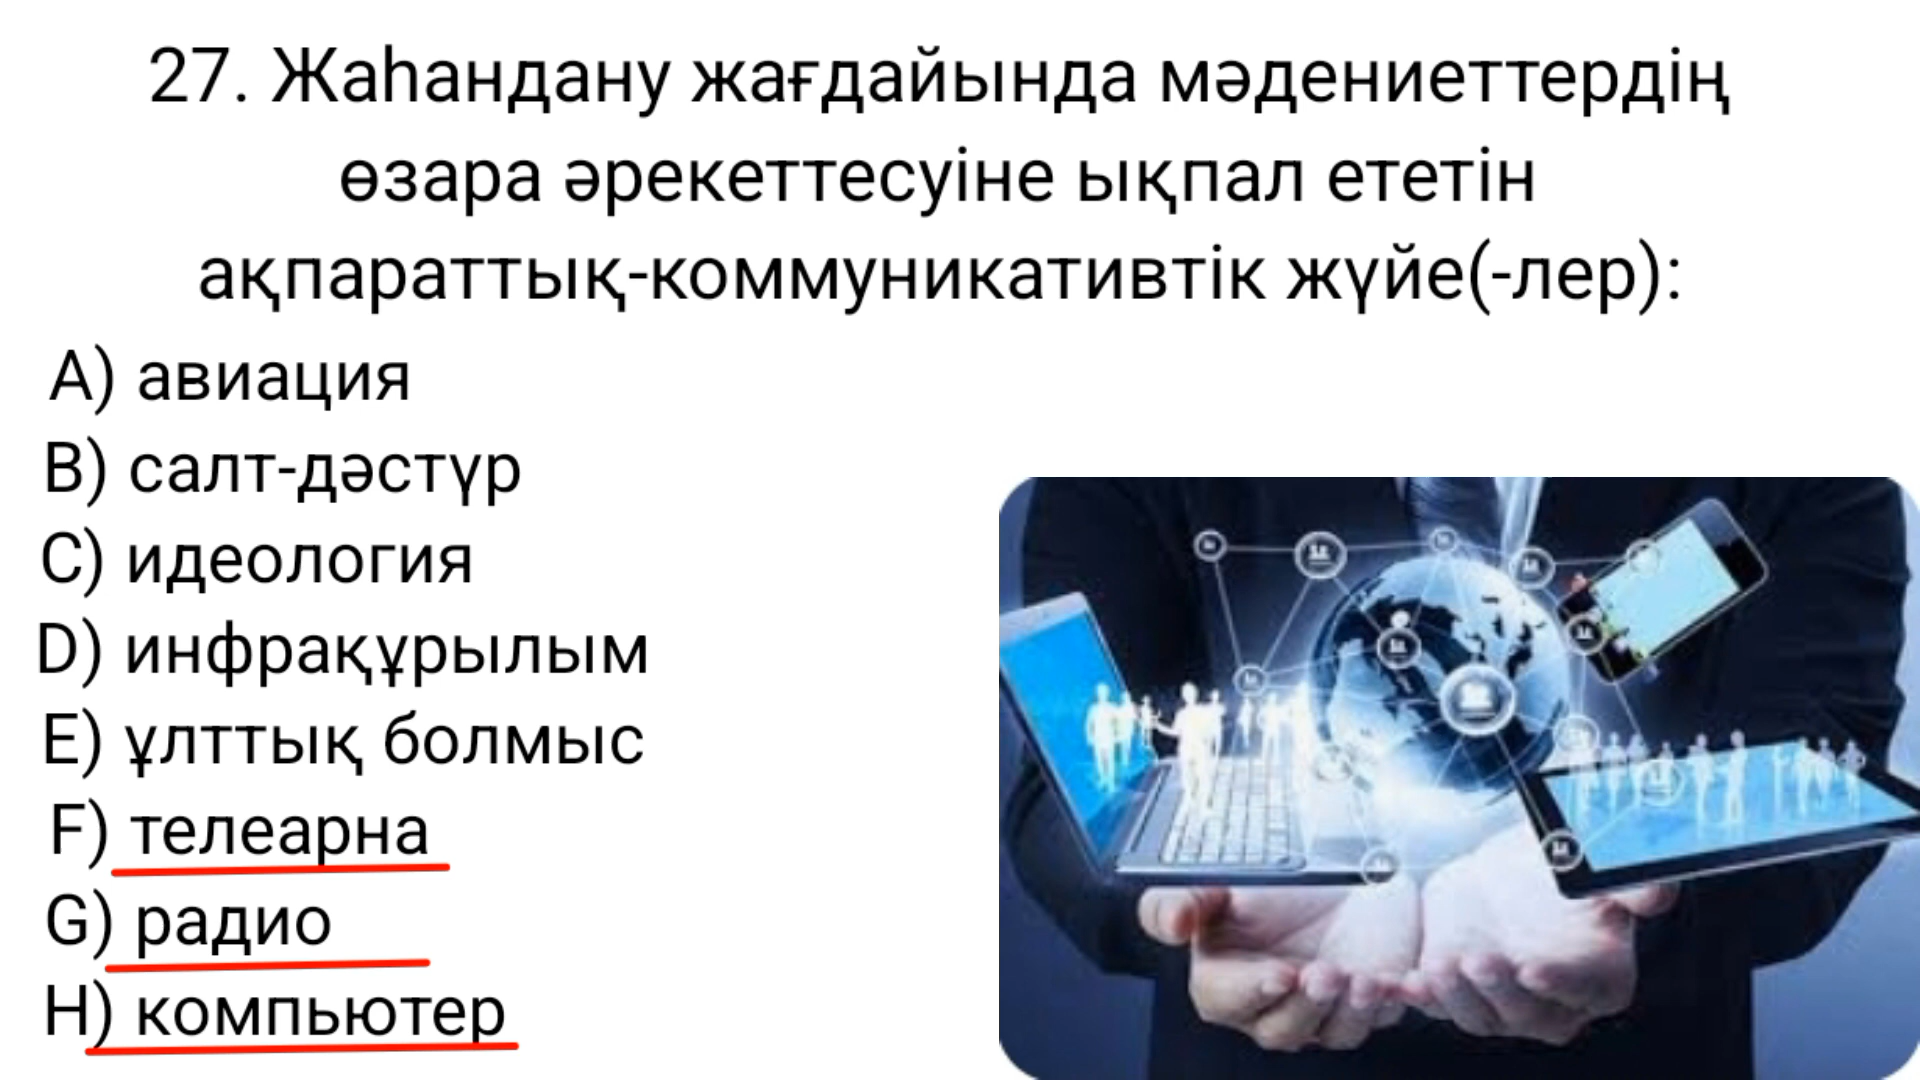 27. Жаһандану жағдайында мәдениеттердің
өзара әрекеттесуіне ықпал ететін
ақпараттық-коммуникативтік жүйе(-лер):
A) авиация
B) салт-дәстүр
C) идеология
D) инфрақұрылым
E) ұлттық болмыс
F) телеарна
G) радио
H) компьютер